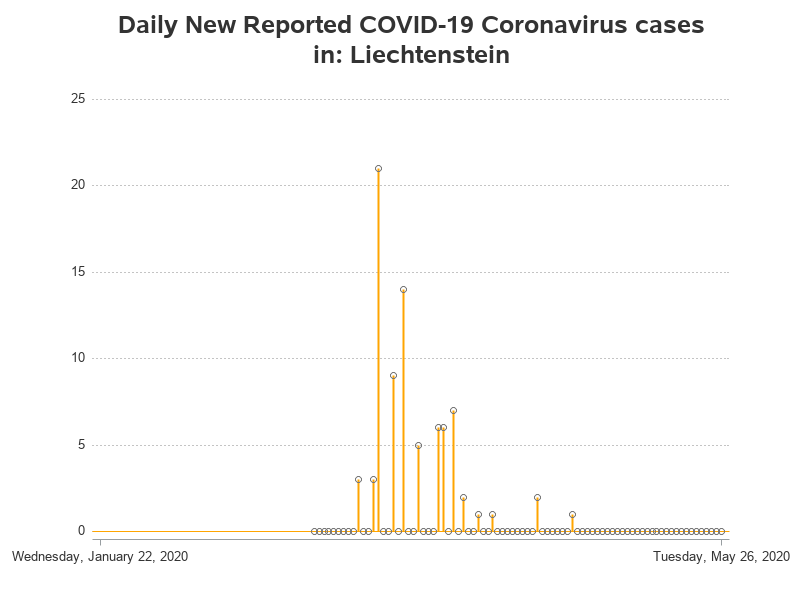 Daily New Reported COVID-19 Coronavirus cases
in: Liechtenstein
25
20
15
10
5
0
Wednesday, January 22, 2020
Tuesday, May 26, 2020